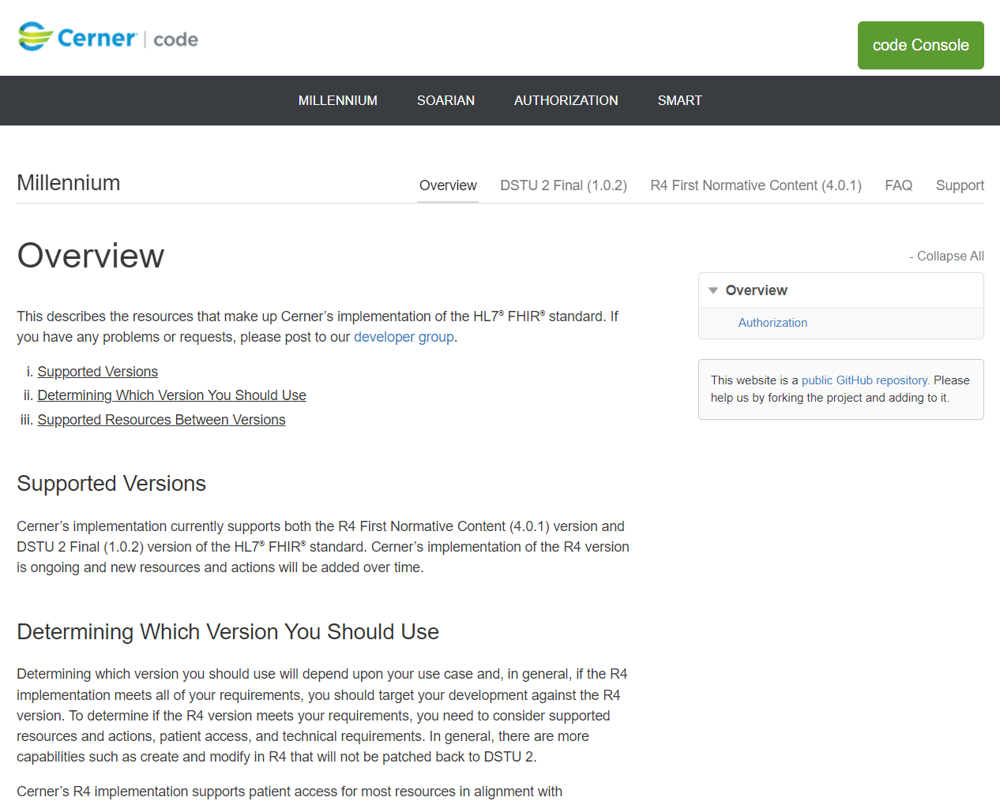 Cerner | code
code Console
MILLENNIUM SOARIAN AUTHORIZATION SMART
Millennium
Overview DSTU 2 Final (1.0.2) R4 First Normative Content (4.0.1) FAQ Support
Overview
- Collapse All
Overview
Authorization
This website is a public GitHub repository. Please
help us by forking the project and adding to it.
This describes the resources that make up Cerner’s implementation of the HL7® FHIR® standard. If
you have any problems or requests, please post to our developer group.
i. Supported Versions
ii. Determining Which Version You Should Use
iii. Supported Resources Between Versions
Supported Versions
Cerner’s implementation currently supports both the R4 First Normative Content (4.0.1) version and
DSTU 2 Final (1.0.2) version of the HL7® FHIR® standard. Cerner’s implementation of the R4 version
is ongoing and new resources and actions will be added over time.
Determining Which Version You Should Use
Determining which version you should use will depend upon your use case and, in general, if the R4
implementation meets all of your requirements, you should target your development against the R4
version. To determine if the R4 version meets your requirements, you need to consider supported
resources and actions, patient access, and technical requirements. In general, there are more
capabilities such as create and modify in R4 that will not be patched back to DSTU 2.
Cerner’s R4 implementation supports patient access for most resources in alignment with